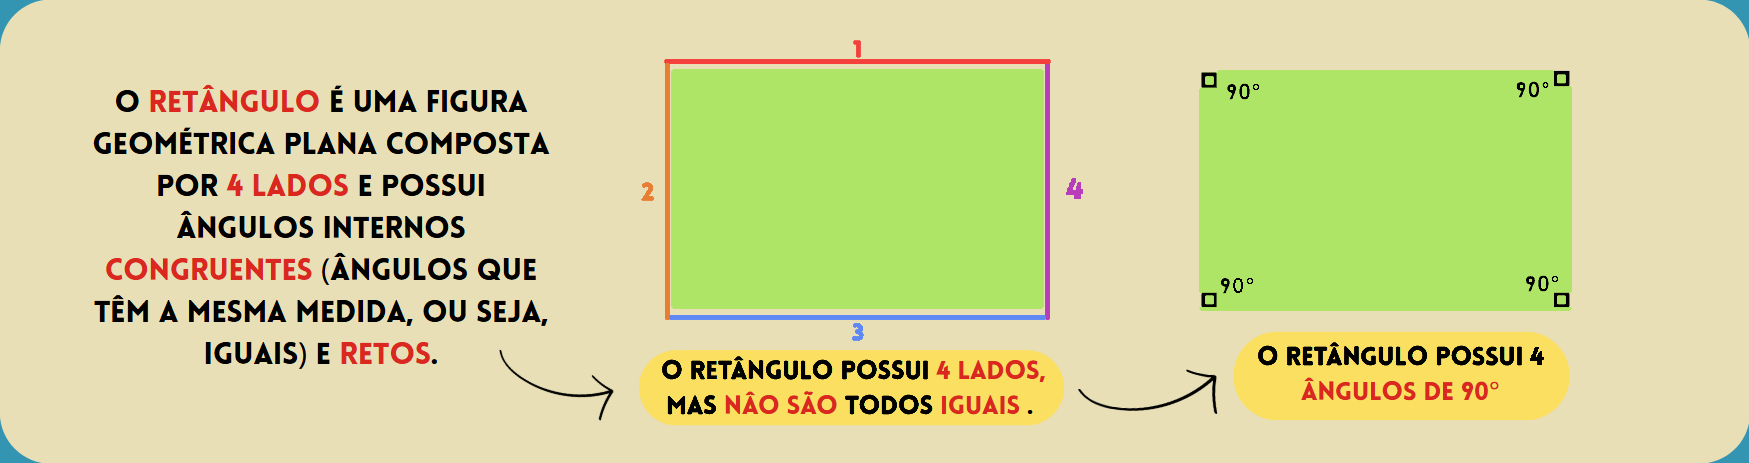 O RETÂNGULO É UMA FIGURA
GEOMÉTRICA PLANA COMPOSTA
POR 4 LADOS E POSSUI
ÂNGULOS INTERNOS
CONGRUENTES (ÂNGULOS QUE
TÊM A MESMA MEDIDA, OU SEJA,
IGUAIS) E RETOS.
1
2
4
3
O RETÂNGULO POSSUI 4 LADOS,
MAS NÂO SÃO TODOS IGUAIS .
90°
90°
90°
90°
O RETÂNGULO POSSUI 4
ÂNGULOS DE 90°